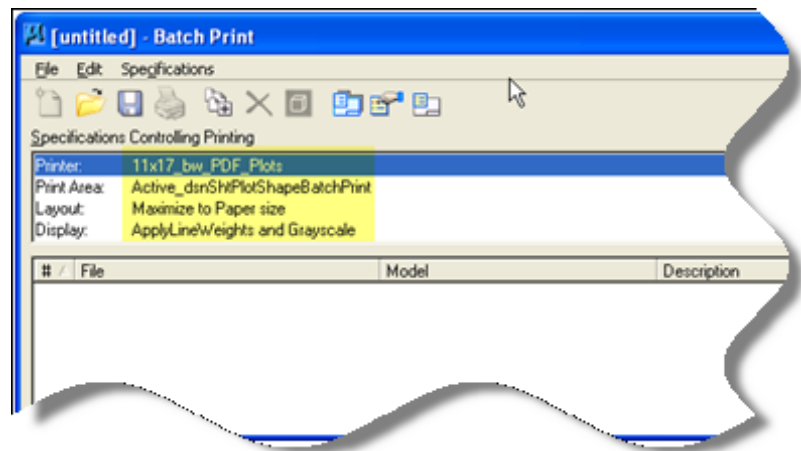 [untitled] - Batch Print
File Edit Specifications
Specifications Controlling Printing
Printer: 11x17_bw_PDF_Plots
Print Area: Active_dsnShtPlotShapeBatchPrint
Layout: Maximize to Paper size
Display: ApplyLineWeights and Grayscale
# / File Model Description